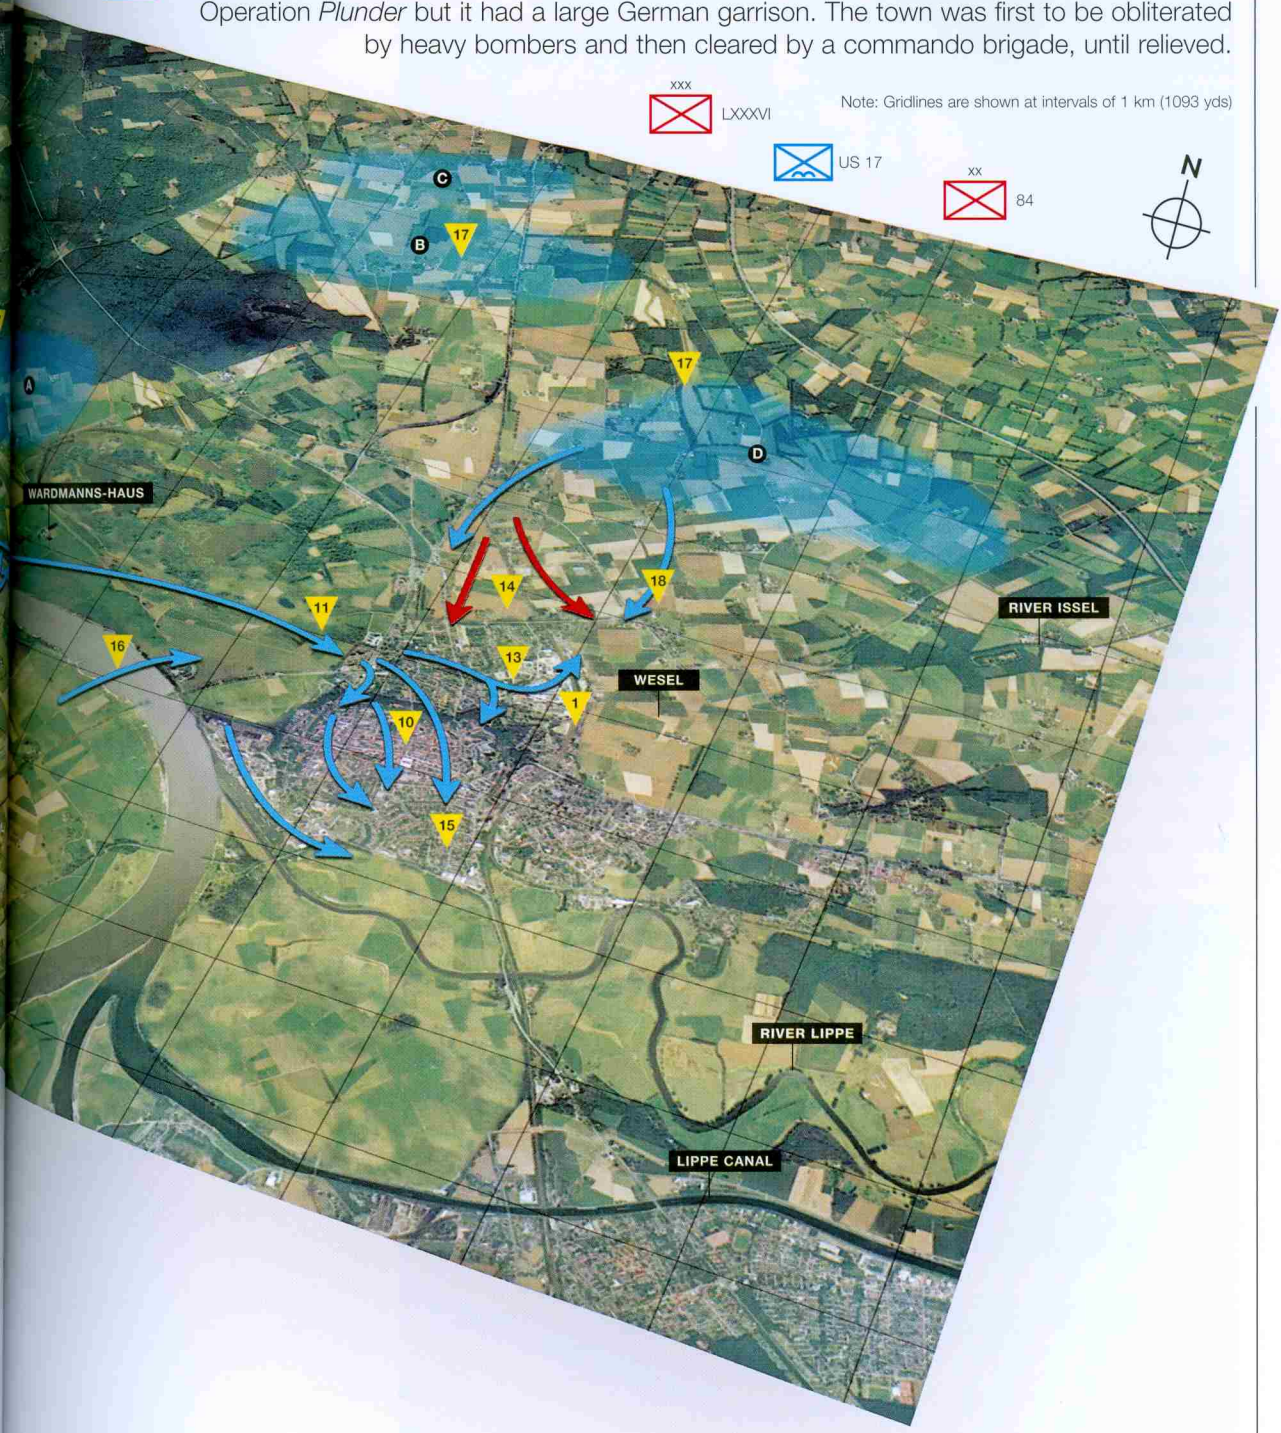 Operation Plunder but it had a large German garrison. The town was first to be obliterated
by heavy bombers and then cleared by a commando brigade, until relieved.
xxx
LXXXVI
Note: Gridlines are shown at intervals of 1 km (1093 yds)
US 17
xx
84
N
C
B
17
17
A
D
WARDMANNS-HAUS
14
18
11
RIVER ISSEL
16
13
WESEL
1
10
15
RIVER LIPPE
LIPPE CANAL